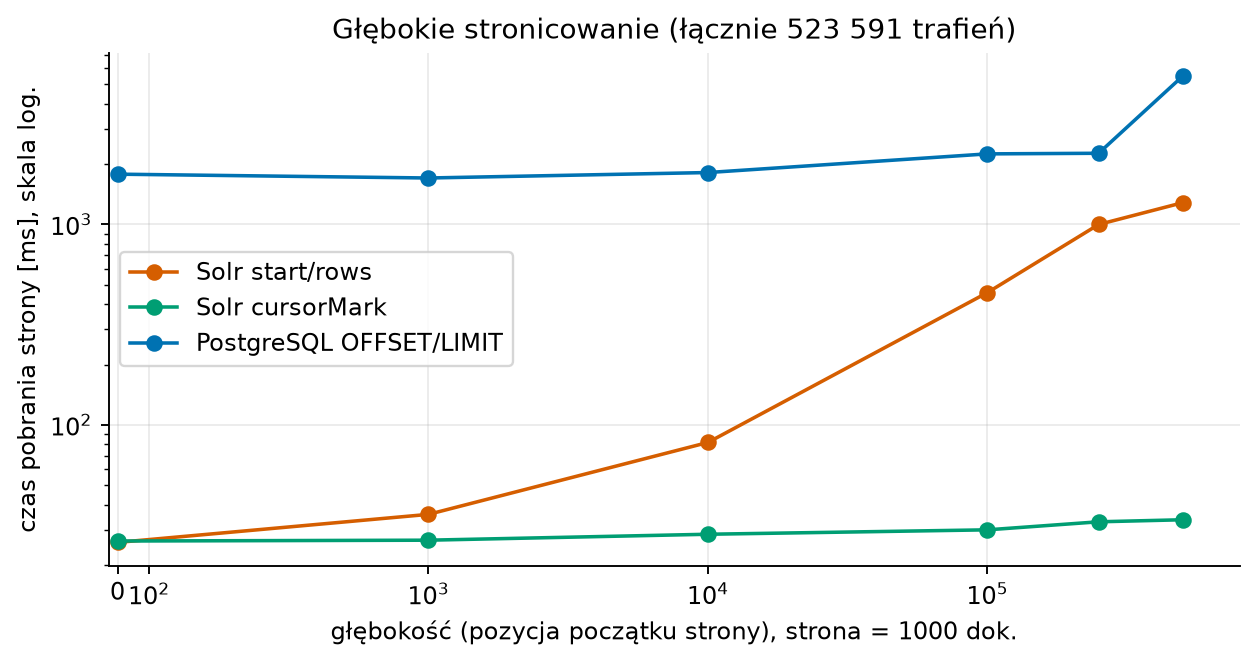 Głębokie stronicowanie (łącznie 523 591 trafień)
czas pobrania strony [ms], skala log.
10³
10²
Solr start/rows
Solr cursorMark
PostgreSQL OFFSET/LIMIT
0 10² 10³ 10⁴ 10⁵
głębokość (pozycja początku strony), strona = 1000 dok.